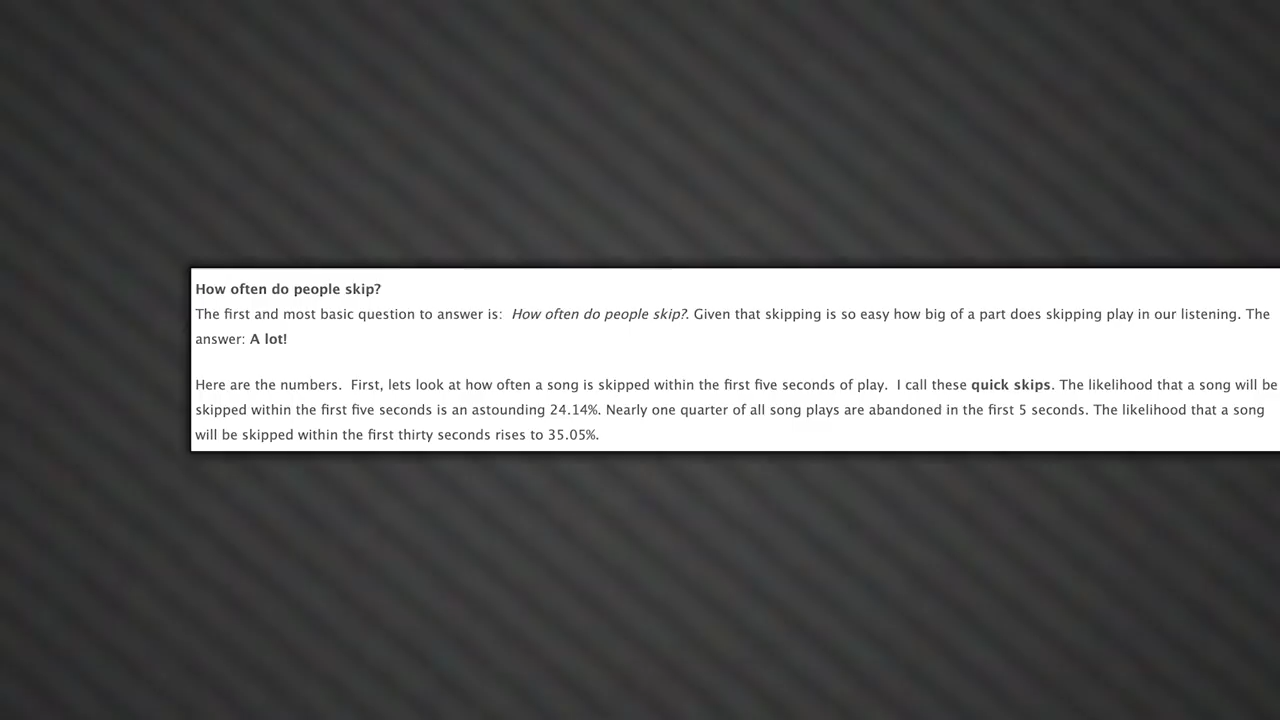 How often do people skip?
The first and most basic question to answer is:  How often do people skip?. Given that skipping is so easy how big of a part does skipping play in our listening. The
answer: A lot!
Here are the numbers.  First, lets look at how often a song is skipped within the first five seconds of play.  I call these quick skips. The likelihood that a song will be
skipped within the first five seconds is an astounding 24.14%. Nearly one quarter of all song plays are abandoned in the first 5 seconds. The likelihood that a song
will be skipped within the first thirty seconds rises to 35.05%.